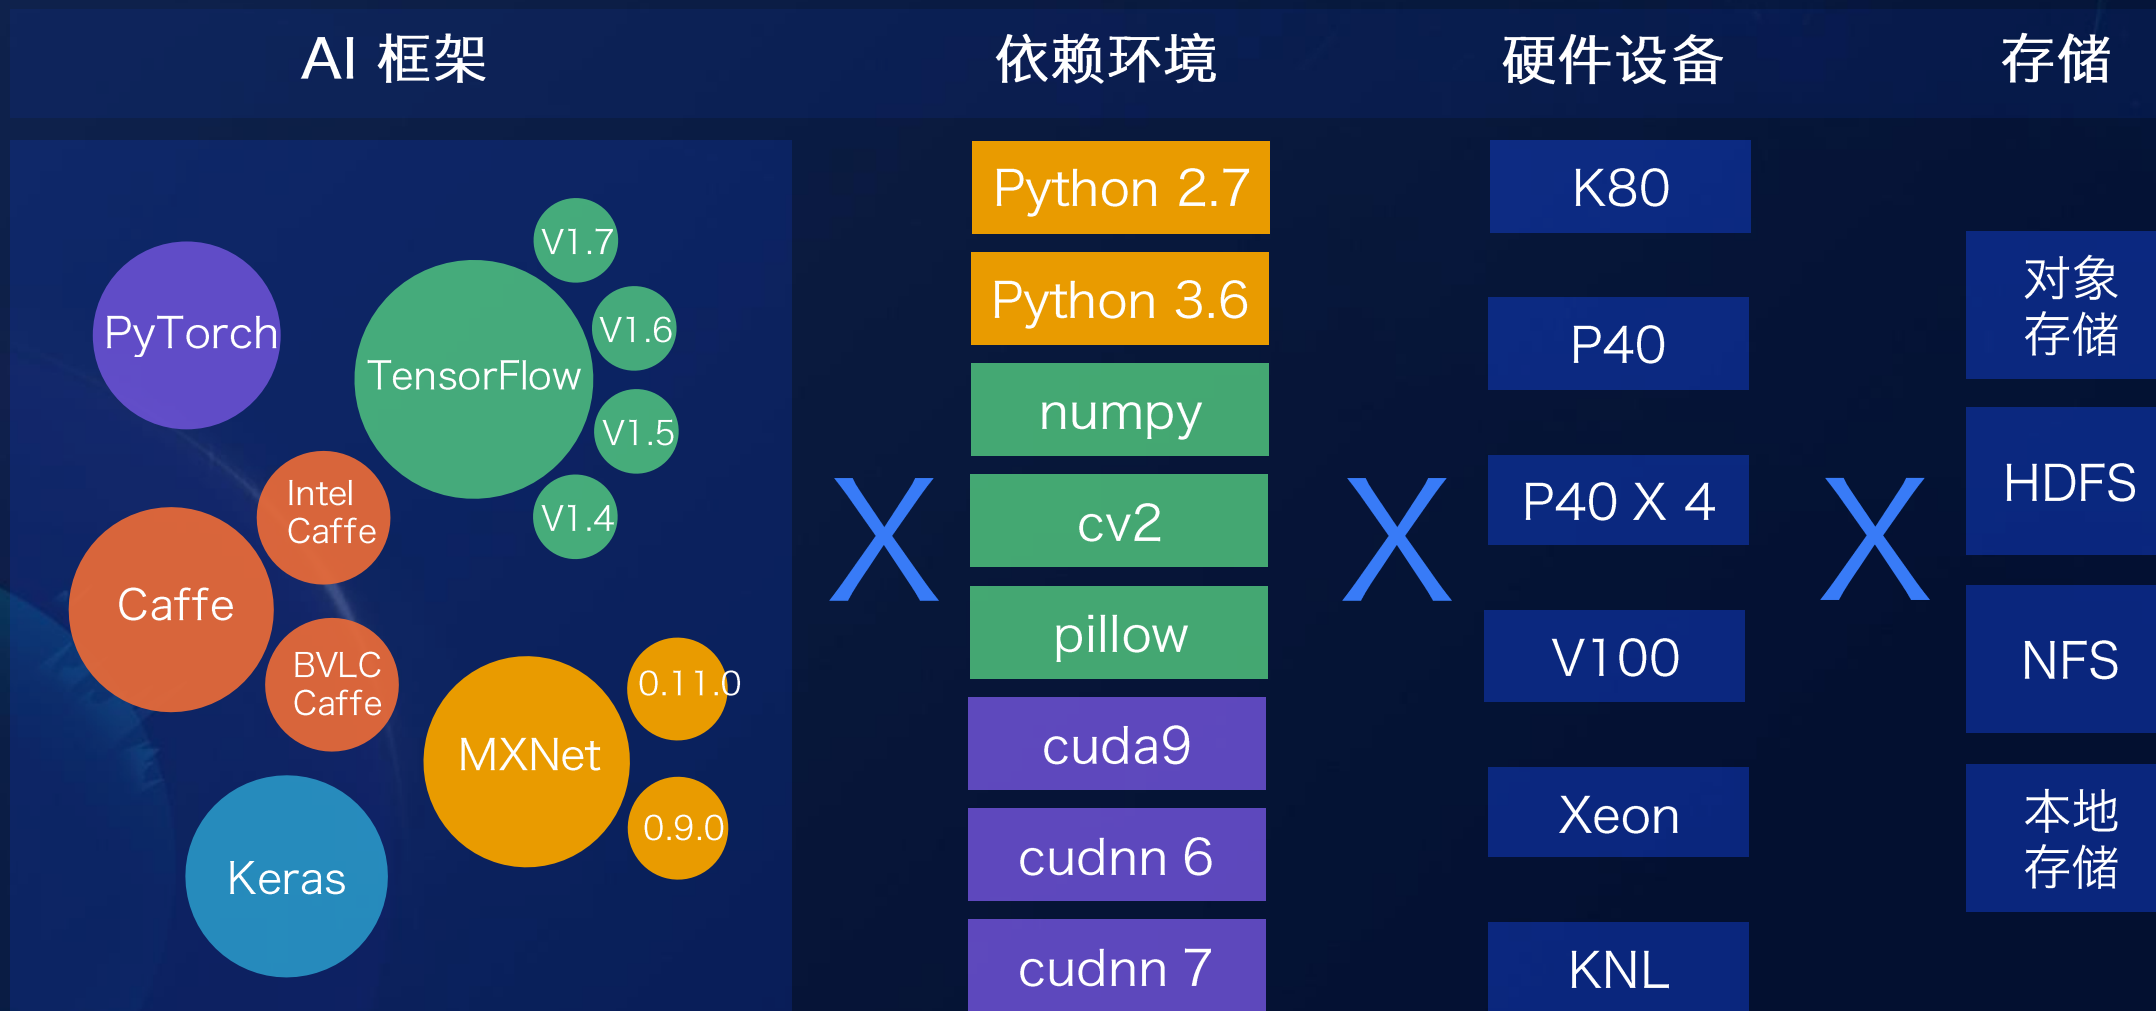 AI 框架
依赖环境
硬件设备
存储
PyTorch
TensorFlow
V1.7
V1.6
V1.5
V1.4
Intel
Caffe
Caffe
BVLC
Caffe
MXNet
0.11.0
0.9.0
Keras
X
Python 2.7
Python 3.6
numpy
cv2
pillow
cuda9
cudnn 6
cudnn 7
X
K80
P40
P40 X 4
V100
Xeon
KNL
X
对象
存储
HDFS
NFS
本地
存储